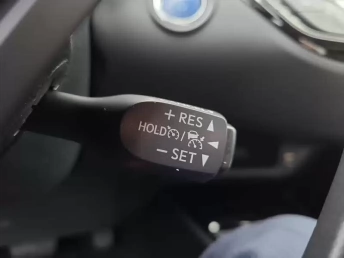 + RES ▲
HOLD / ◀
− SET ▼